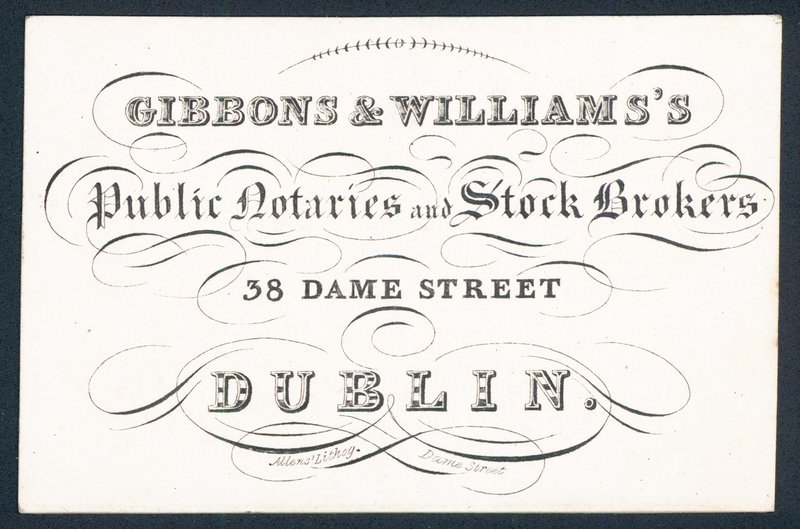 GIBBONS & WILLIAMS'S
Public Notaries and Stock Brokers
38 DAME STREET
DUBLIN.
Allens' Lithog. Dame Street